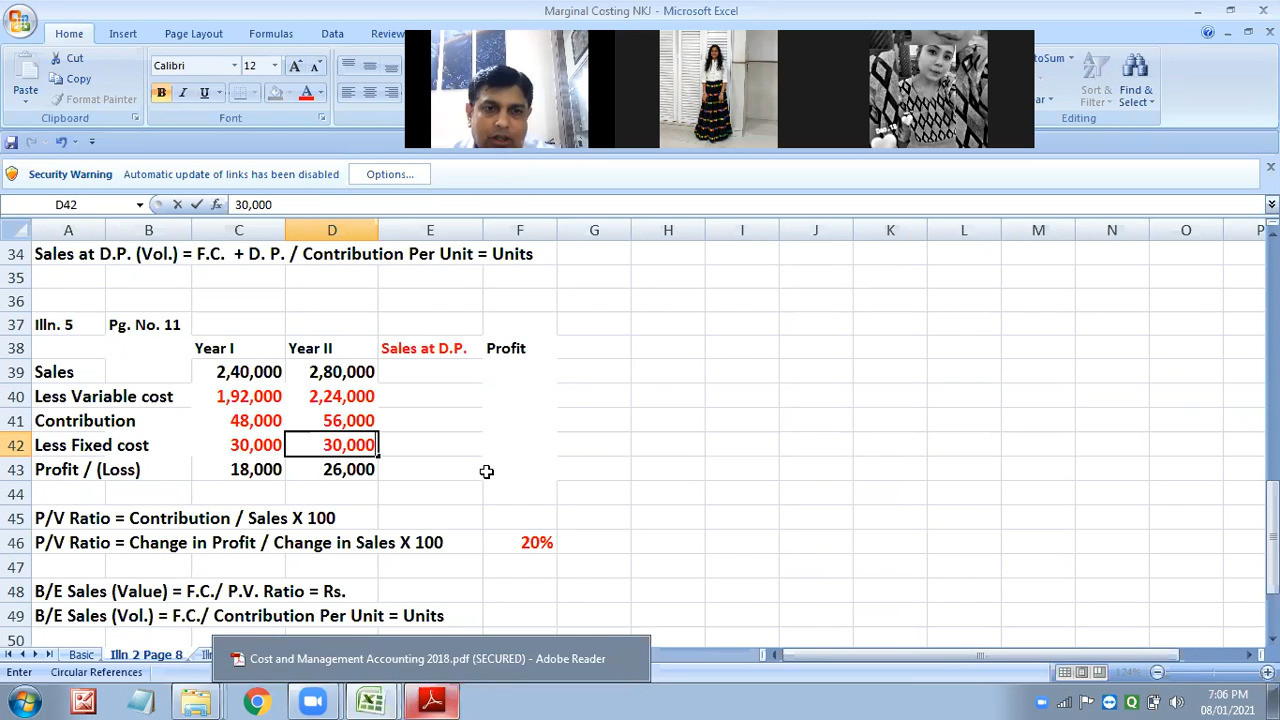 Marginal Costing NKJ - Microsoft Excel
Home Insert Page Layout Formulas Data Review
Paste Cut Copy Format Painter
Clipboard
Calibri 12
B I U
Font
Sort & Filter Find & Select
Editing
Security Warning Automatic update of links has been disabled Options...
D42 30,000
A B C D E F G H I J K L M N O P
34 Sales at D.P. (Vol.) = F.C. + D. P. / Contribution Per Unit = Units
35
36
37 Illn. 5 Pg. No. 11
38 Year I Year II Sales at D.P. Profit
39 Sales 2,40,000 2,80,000
40 Less Variable cost 1,92,000 2,24,000
41 Contribution 48,000 56,000
42 Less Fixed cost 30,000 30,000
43 Profit / (Loss) 18,000 26,000
44
45 P/V Ratio = Contribution / Sales X 100
46 P/V Ratio = Change in Profit / Change in Sales X 100 20%
47
48 B/E Sales (Value) = F.C./ P.V. Ratio = Rs.
49 B/E Sales (Vol.) = F.C./ Contribution Per Unit = Units
50
Basic Illn 2 Page 8
Cost and Management Accounting 2018.pdf (SECURED) - Adobe Reader
Enter Circular References 124%
7:06 PM
08/01/2021